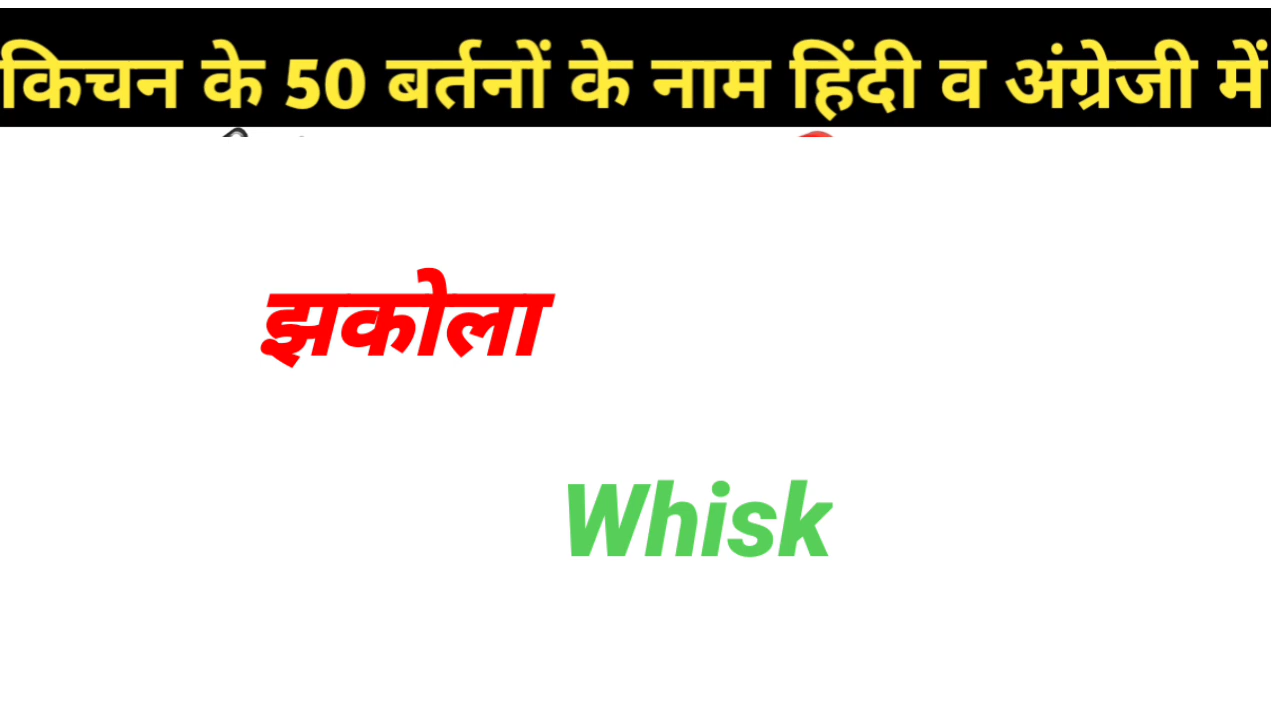 किचन के 50 बर्तनों के नाम हिंदी व अंग्रेजी में
झकोला
Whisk